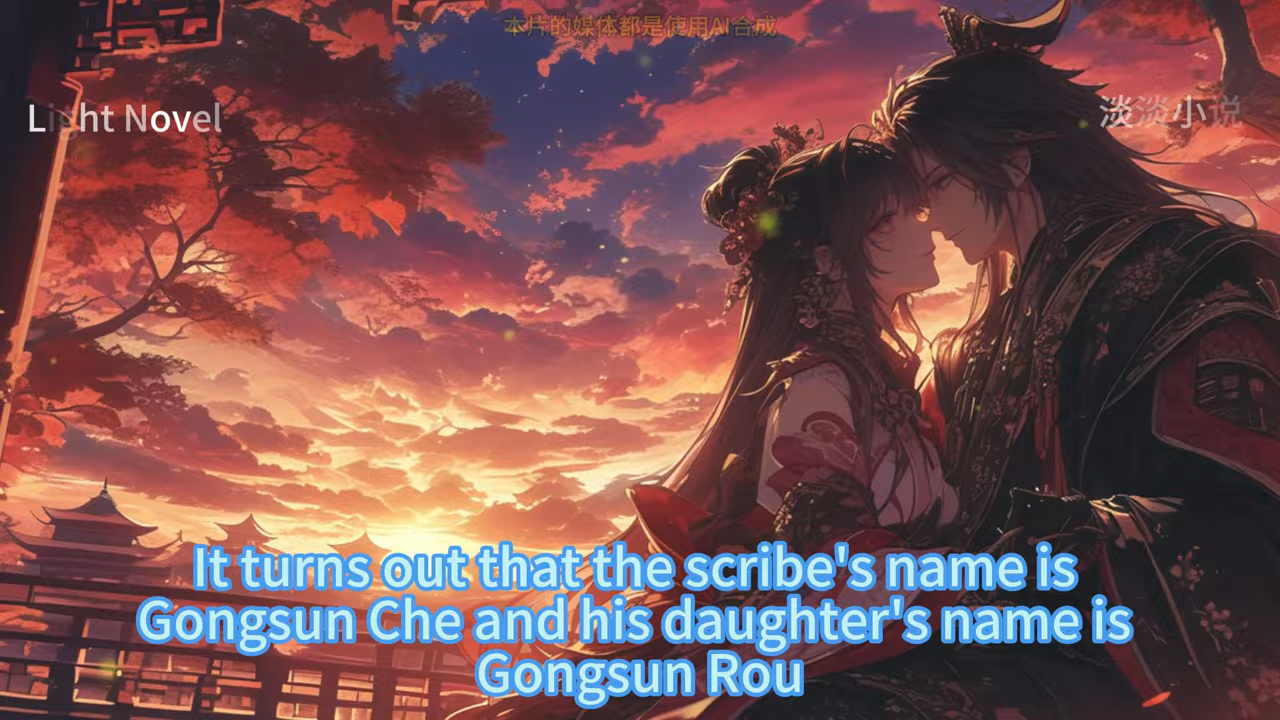 本片的媒体都是使用AI合成
Light Novel
淡淡小说
It turns out that the scribe's name is
Gongsun Che and his daughter's name is
Gongsun Rou